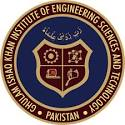 GHULAM ISHAQ KHAN INSTITUTE OF ENGINEERING SCIENCES AND TECHNOLOGY
• PAKISTAN •